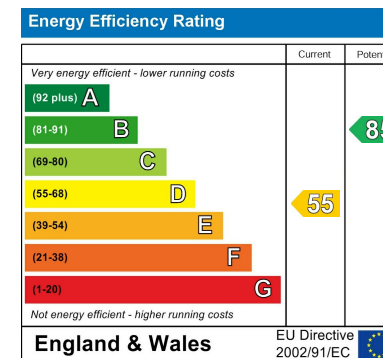 Energy Efficiency Rating
Current
Very energy efficient - lower running costs
(92 plus) A
(81-91) B
(69-80) C
(55-68) D
55
(39-54) E
(21-38) F
(1-20) G
Not energy efficient - higher running costs
England & Wales
EU Directive
2002/91/EC